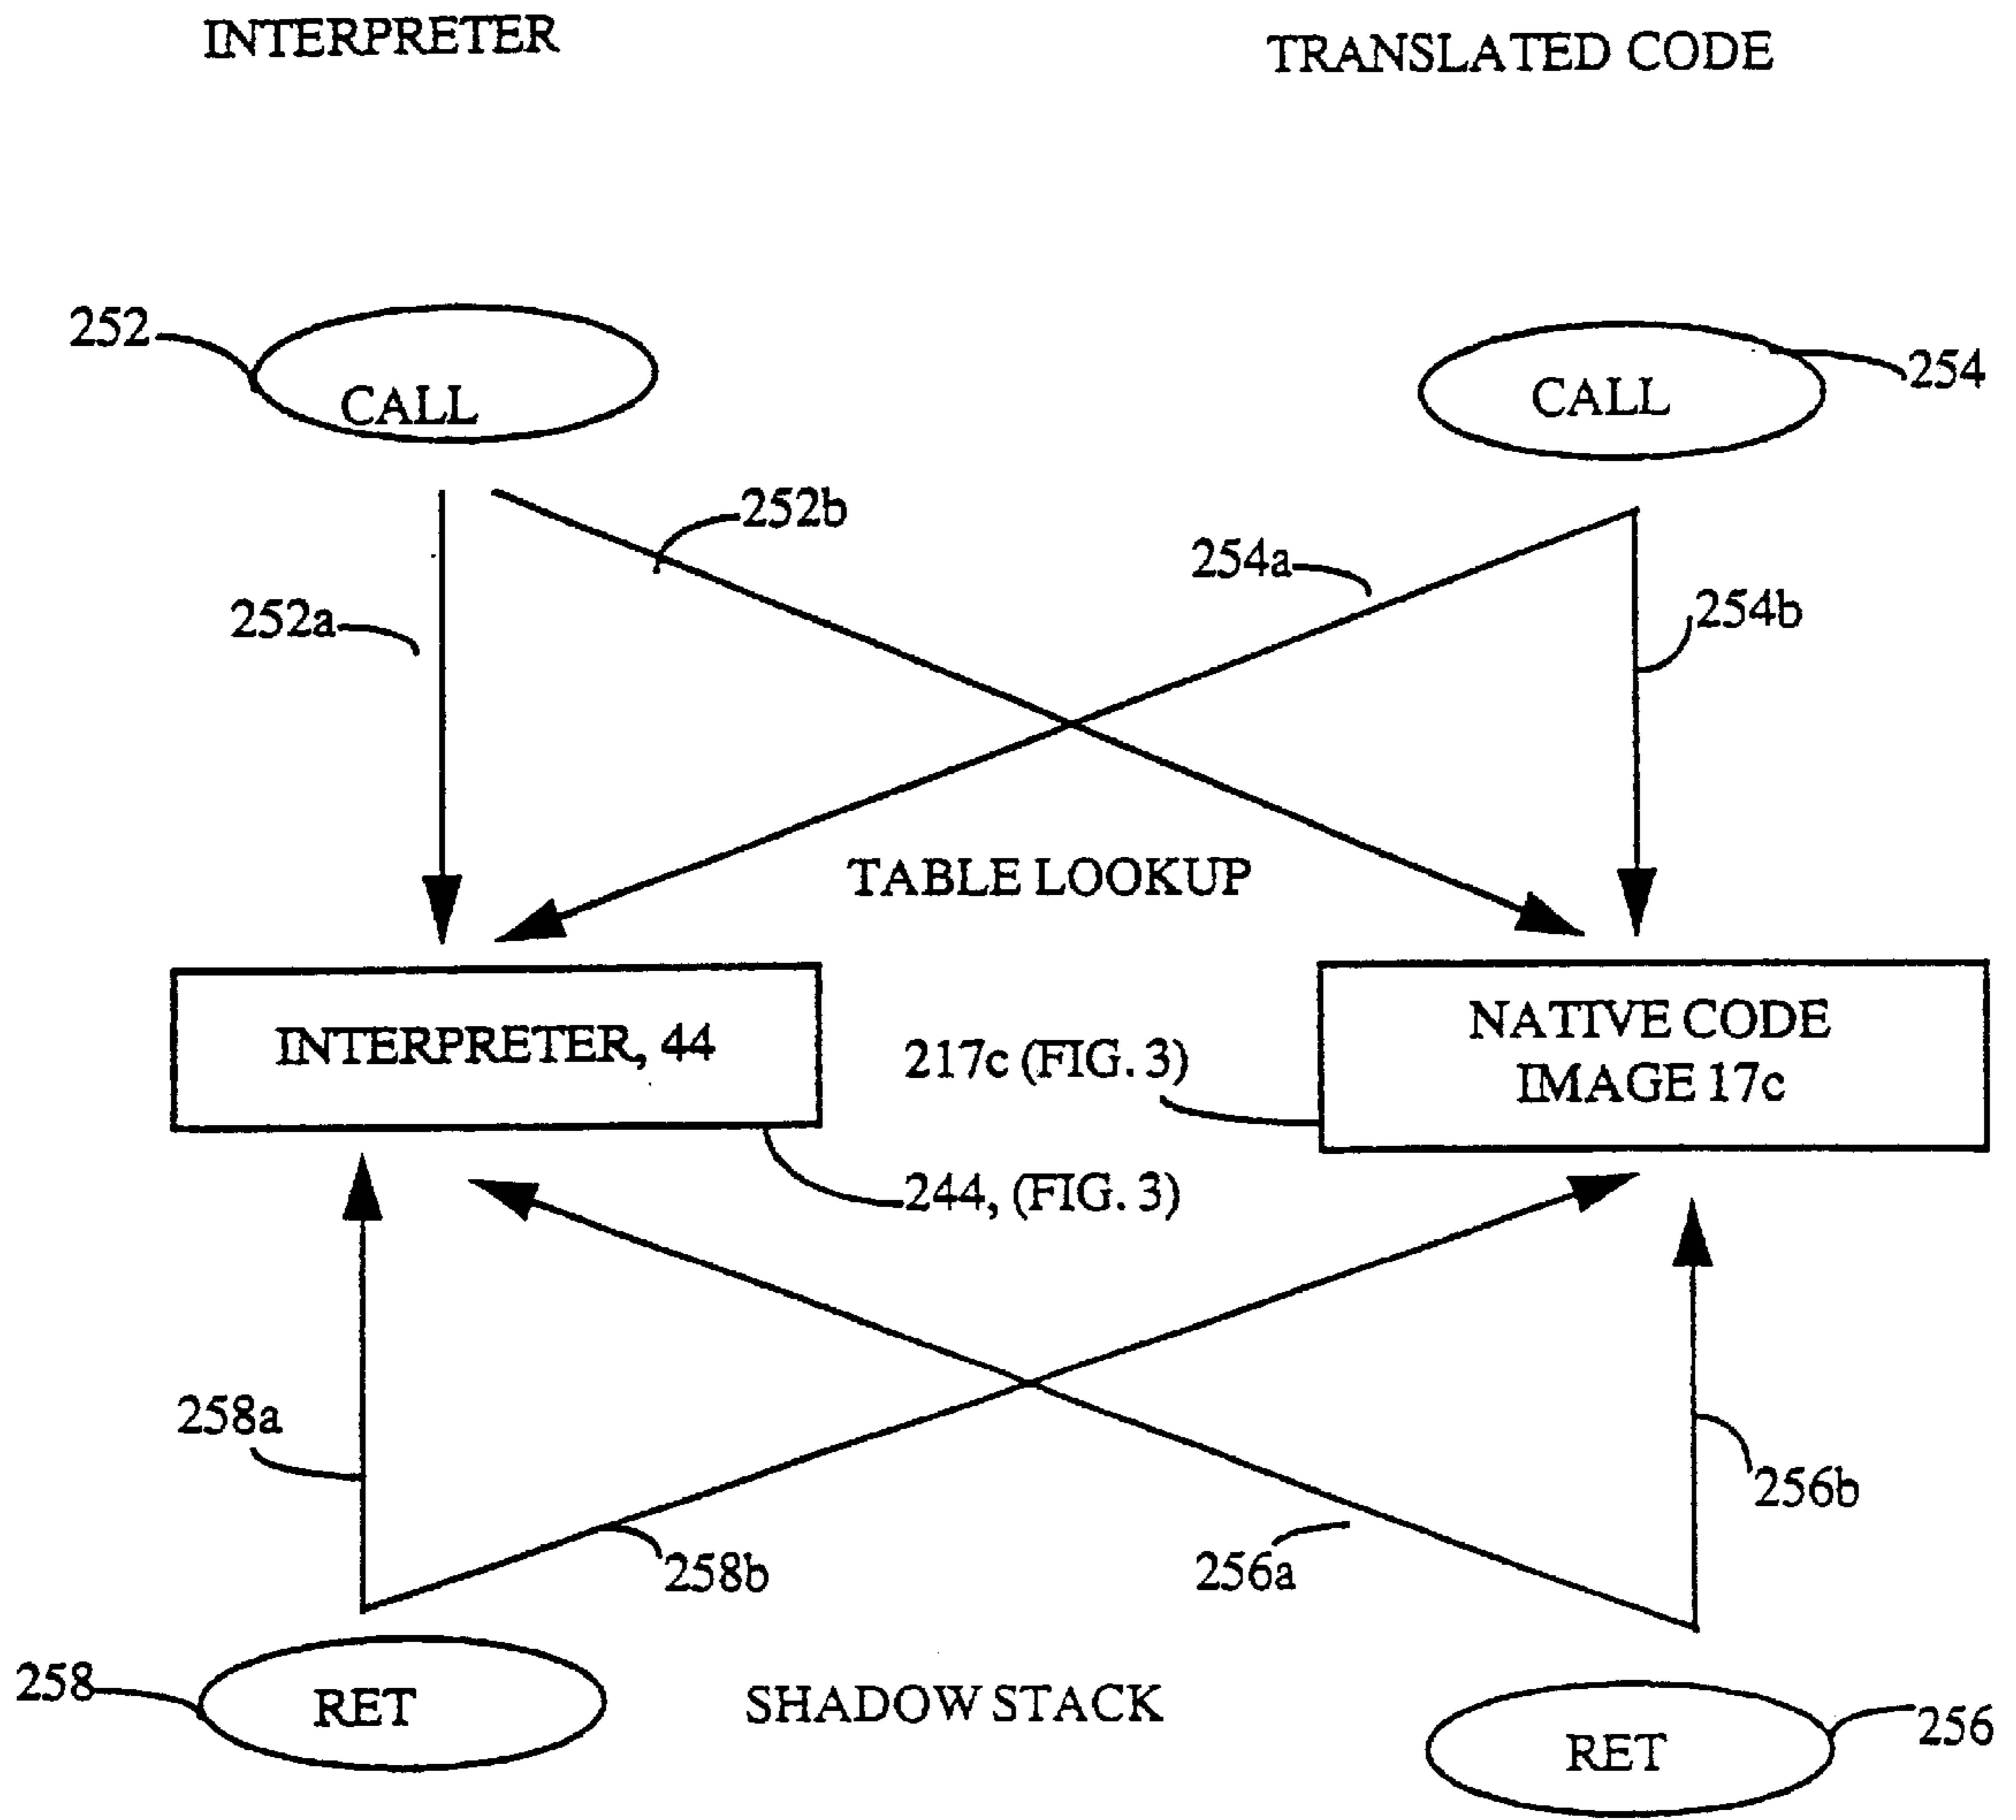 INTERPRETER
TRANSLATED CODE
252
CALL
CALL
254
252b
254a
252a
254b
TABLE LOOKUP
INTERPRETER, 44
217c (FIG. 3)
NATIVE CODE
IMAGE 17c
244, (FIG. 3)
258a
256b
258b
256a
258
RET
SHADOW STACK
RET
256